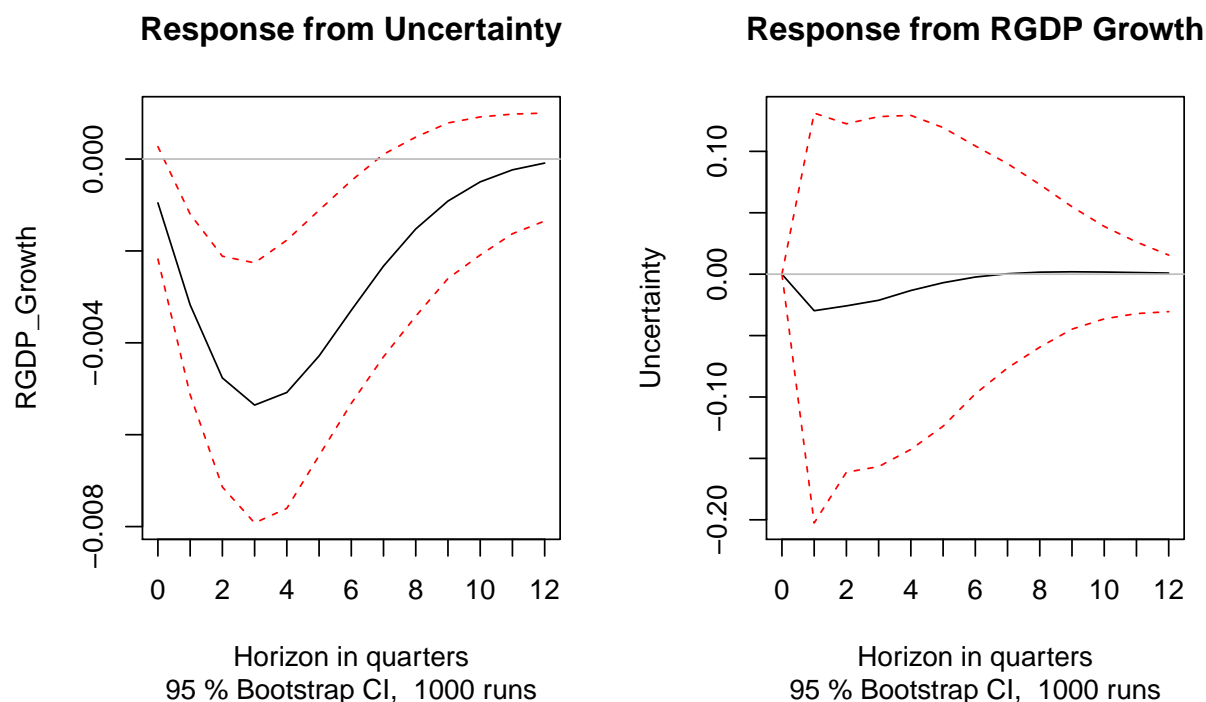 Response from Uncertainty
RGDP_Growth
0.000
−0.004
−0.008
0 2 4 6 8 10 12
Horizon in quarters
95 % Bootstrap CI, 1000 runs
Response from RGDP Growth
Uncertainty
0.10
0.00
−0.10
−0.20
0 2 4 6 8 10 12
Horizon in quarters
95 % Bootstrap CI, 1000 runs